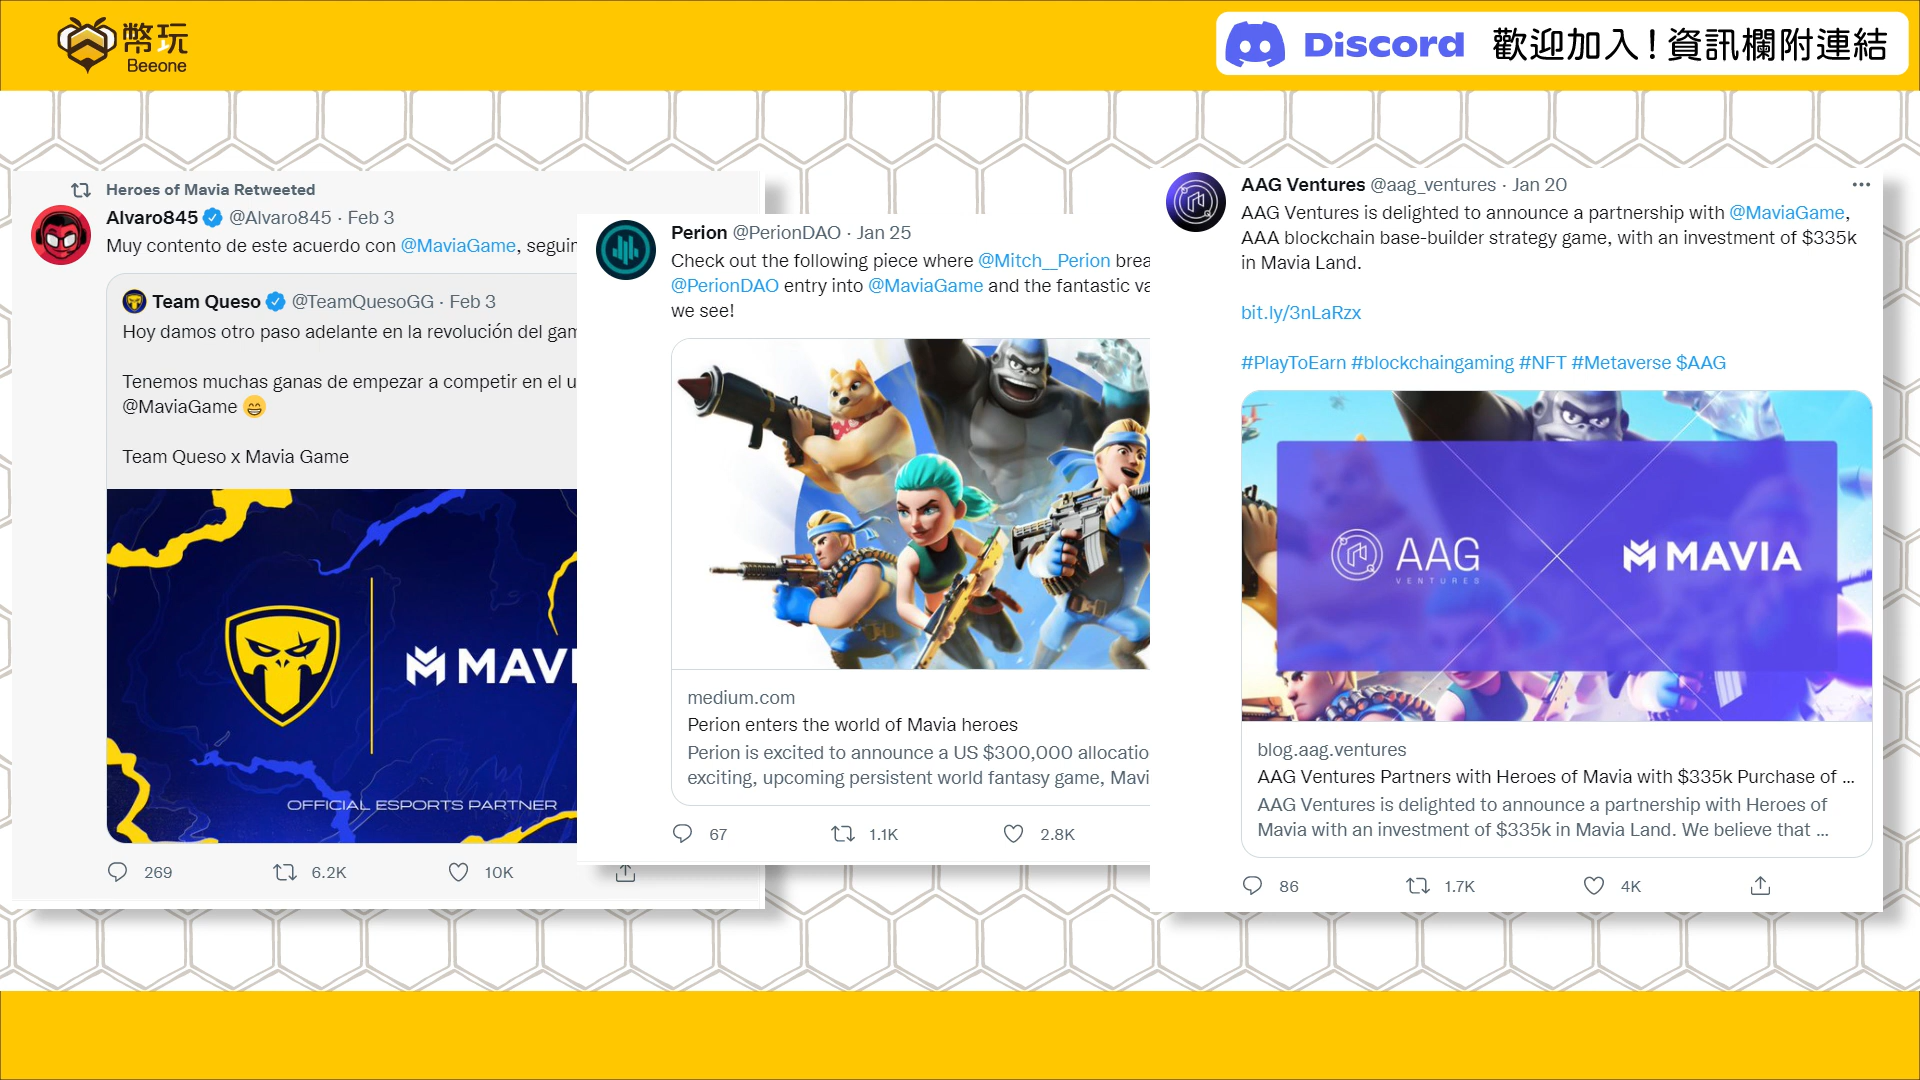 幣玩
Beeone
Discord 歡迎加入！資訊欄附連結
Heroes of Mavia Retweeted
Alvaro845 @Alvaro845 · Feb 3
Muy contento de este acuerdo con @MaviaGame,
Team Queso @TeamQuesoGG · Feb 3
Hoy damos otro paso adelante en la revolución del
Tenemos muchas ganas de empezar a competir en el
@MaviaGame 😁
Team Queso x Mavia Game
MAVI
OFFICIAL ESPORTS PARTNER
269 6.2K 10K
Perion @PerionDAO · Jan 25
Check out the following piece where @Mitch__Perion
@PerionDAO entry into @MaviaGame and the fantastic
we see!
medium.com
Perion enters the world of Mavia heroes
Perion is excited to announce a US $300,000 allocatio
exciting, upcoming persistent world fantasy game, Mavi
67 1.1K 2.8K
AAG Ventures @aag_ventures · Jan 20
AAG Ventures is delighted to announce a partnership with @MaviaGame,
AAA blockchain base-builder strategy game, with an investment of $335k
in Mavia Land.
bit.ly/3nLaRzx
#PlayToEarn #blockchaingaming #NFT #Metaverse $AAG
AAG
VENTURES
MAVIA
blog.aag.ventures
AAG Ventures Partners with Heroes of Mavia with $335k Purchase of ...
AAG Ventures is delighted to announce a partnership with Heroes of
Mavia with an investment of $335k in Mavia Land. We believe that ...
86 1.7K 4K